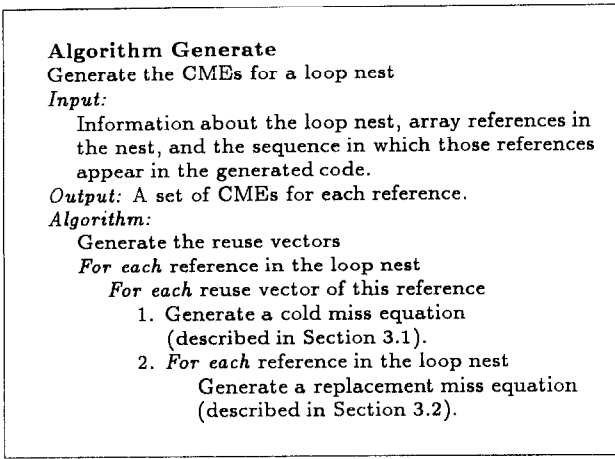 Algorithm Generate
Generate the CMEs for a loop nest
Input:
Information about the loop nest, array references in
the nest, and the sequence in which those references
appear in the generated code.
Output: A set of CMEs for each reference.
Algorithm:
Generate the reuse vectors
For each reference in the loop nest
For each reuse vector of this reference
1. Generate a cold miss equation
(described in Section 3.1).
2. For each reference in the loop nest
Generate a replacement miss equation
(described in Section 3.2).